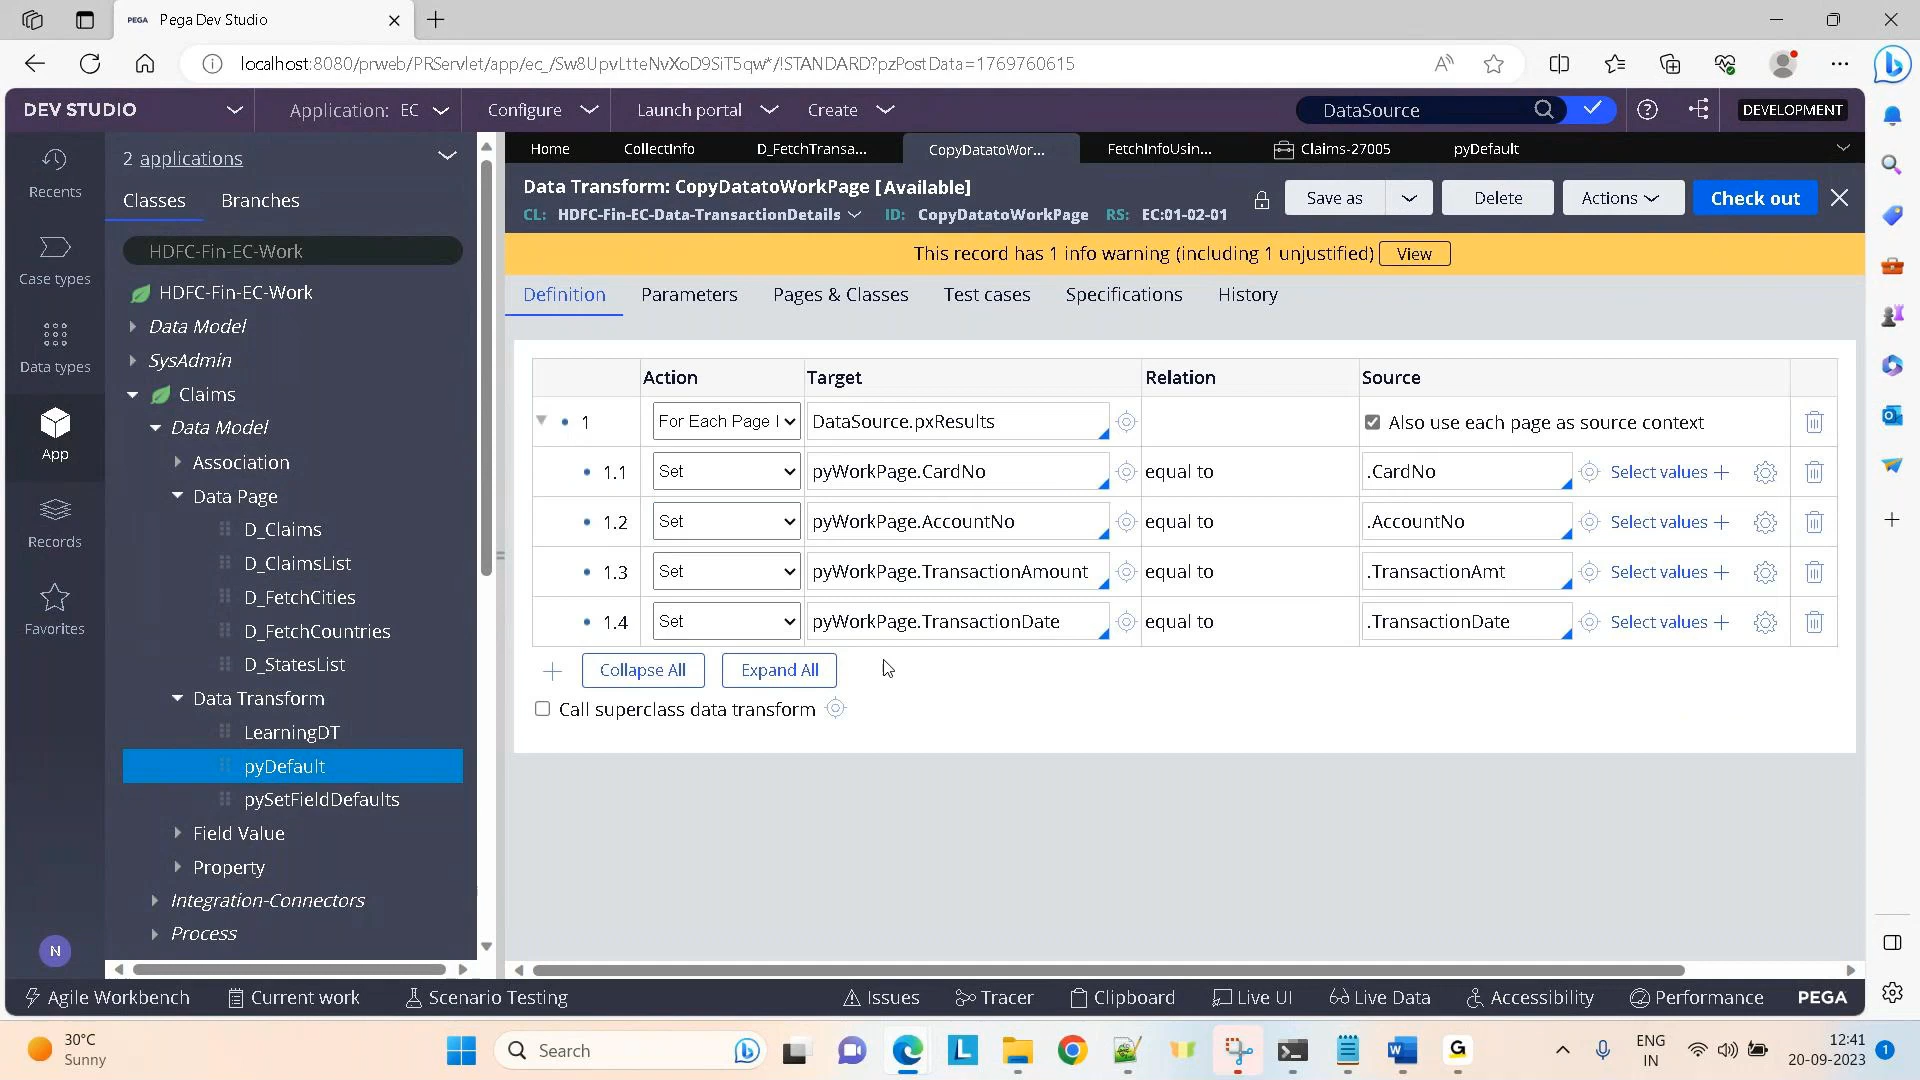 PEGA Pega Dev Studio
localhost:8080/prweb/PRServlet/app/ec_/Sw8UpvLtteNvXoD9SiT5qw*/!STANDARD?pzPostData=1769760615
DEV STUDIO
Application: EC
Configure
Launch portal
Create
DataSource
DEVELOPMENT
Recents
Case types
Data types
App
Records
Favorites
N
2 applications
Classes
Branches
HDFC-Fin-EC-Work
HDFC-Fin-EC-Work
Data Model
SysAdmin
Claims
Data Model
Association
Data Page
D_Claims
D_ClaimsList
D_FetchCities
D_FetchCountries
D_StatesList
Data Transform
LearningDT
pyDefault
pySetFieldDefaults
Field Value
Property
Integration-Connectors
Process
Home
CollectInfo
D_FetchTransa...
CopyDatatoWor...
FetchInfoUsin...
Claims-27005
pyDefault
Data Transform: CopyDatatoWorkPage [Available]
CL: HDFC-Fin-EC-Data-TransactionDetails
ID: CopyDatatoWorkPage
RS: EC:01-02-01
Save as
Delete
Actions
Check out
This record has 1 info warning (including 1 unjustified) View
Definition
Parameters
Pages & Classes
Test cases
Specifications
History
Action Target Relation Source
1 For Each Page I DataSource.pxResults Also use each page as source context
1.1 Set pyWorkPage.CardNo equal to .CardNo Select values
1.2 Set pyWorkPage.AccountNo equal to .AccountNo Select values
1.3 Set pyWorkPage.TransactionAmount equal to .TransactionAmt Select values
1.4 Set pyWorkPage.TransactionDate equal to .TransactionDate Select values
Collapse All
Expand All
Call superclass data transform
Agile Workbench
Current work
Scenario Testing
Issues
Tracer
Clipboard
Live UI
Live Data
Accessibility
Performance
PEGA
30°C
Sunny
Search
ENG
IN
12:41
20-09-2023
1